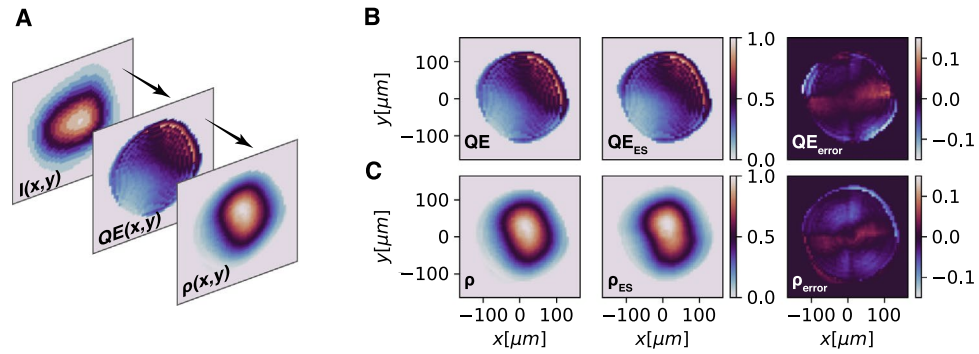 A
I(x,y)
QE(x,y)
ρ(x,y)
B
y[μm]
100
0
−100
QE
QE_ES
1.0
0.5
0.0
QE_error
0.1
0.0
−0.1
C
y[μm]
100
0
−100
ρ
ρ_ES
1.0
0.5
0.0
ρ_error
0.1
0.0
−0.1
−100 0 100
−100 0 100
−100 0 100
x[μm]
x[μm]
x[μm]